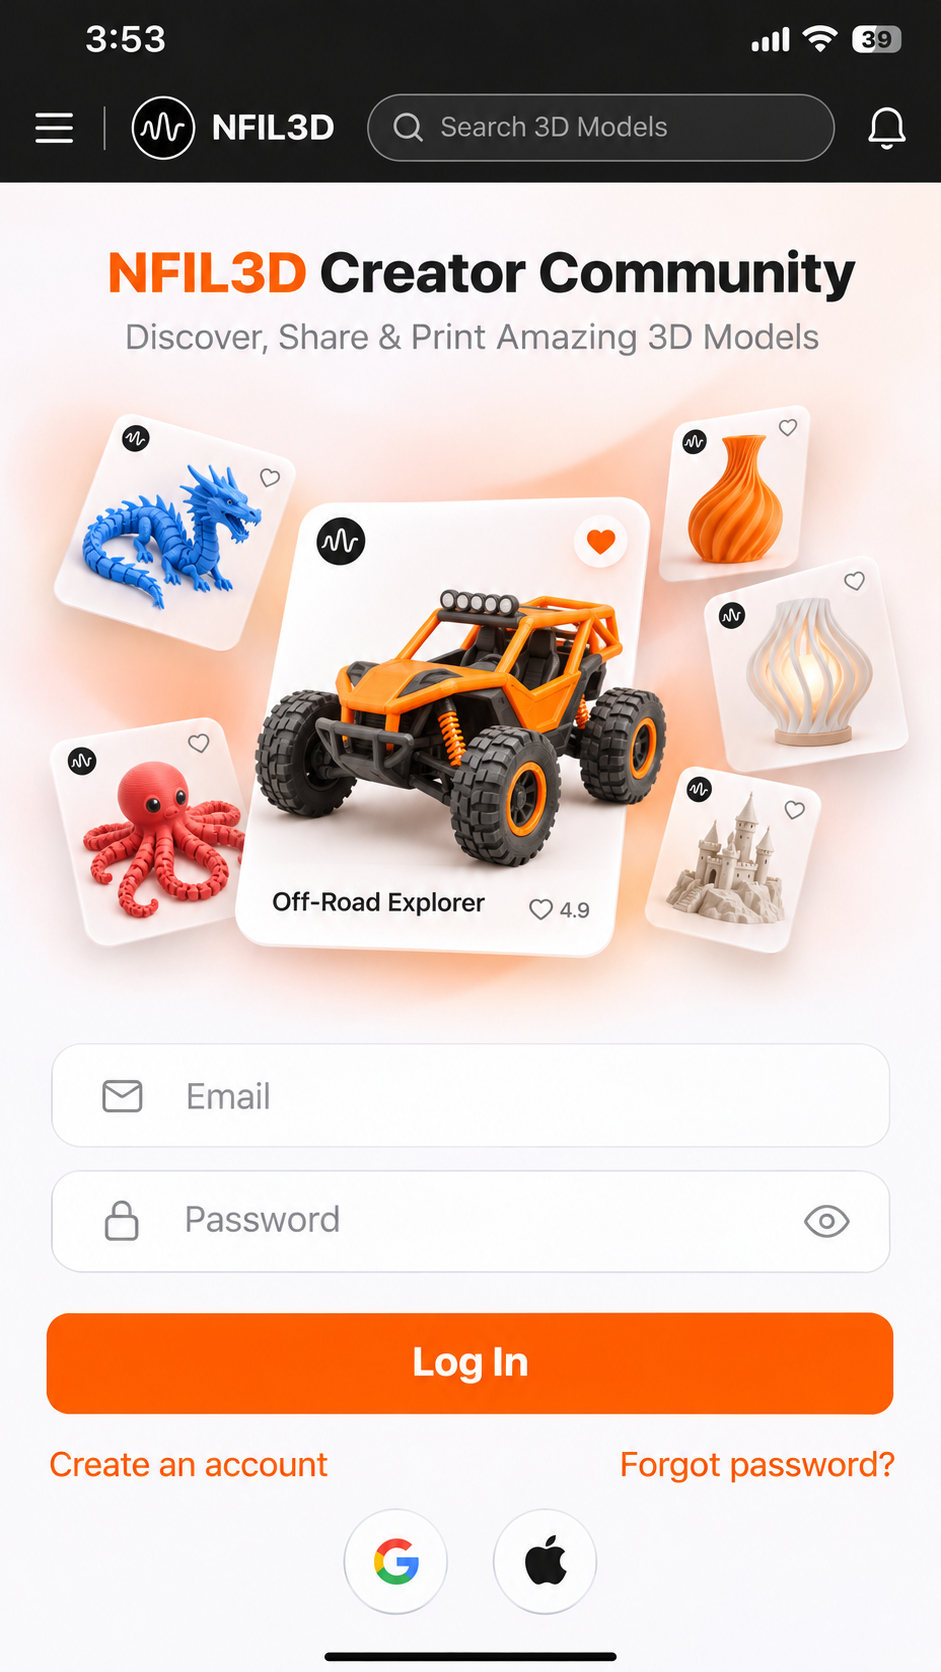 3:53
39
NFIL3D
Search 3D Models
NFIL3D Creator Community
Discover, Share & Print Amazing 3D Models
Off-Road Explorer
4.9
Email
Password
Log In
Create an account
Forgot password?